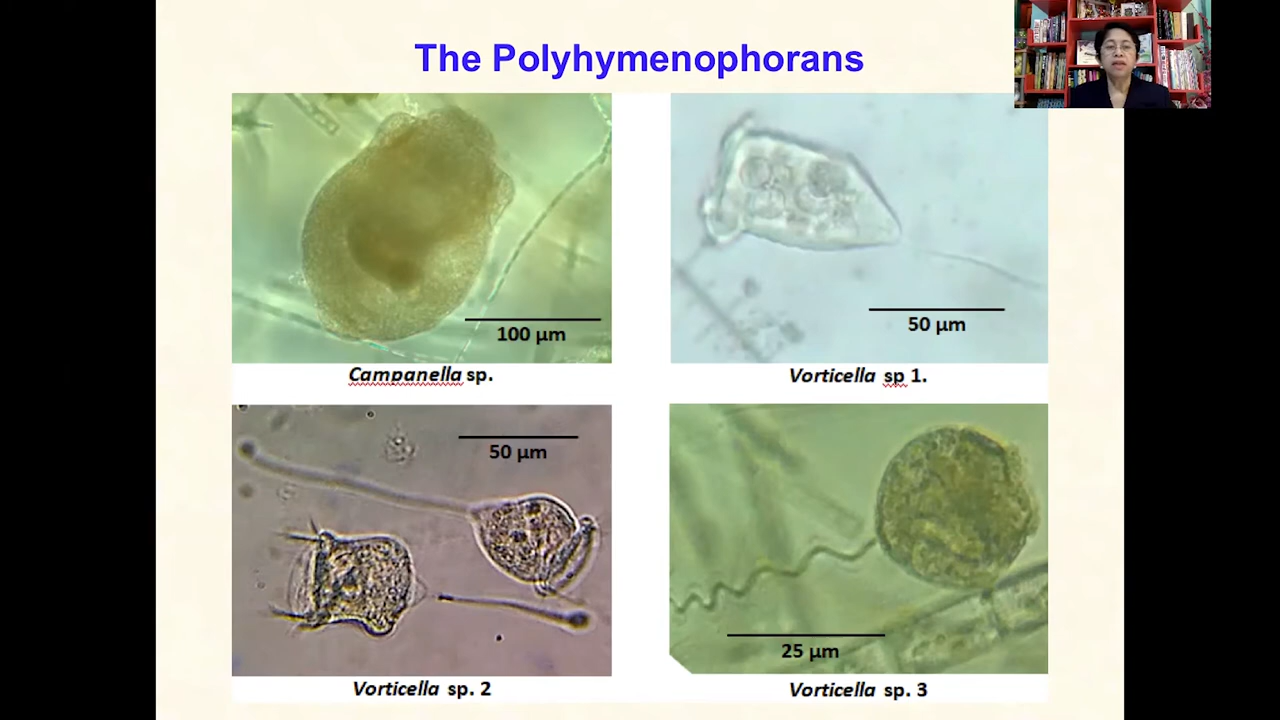 The Polyhymenophorans
100 µm
50 µm
Campanella sp.
Vorticella sp 1.
50 µm
25 µm
Vorticella sp. 2
Vorticella sp. 3